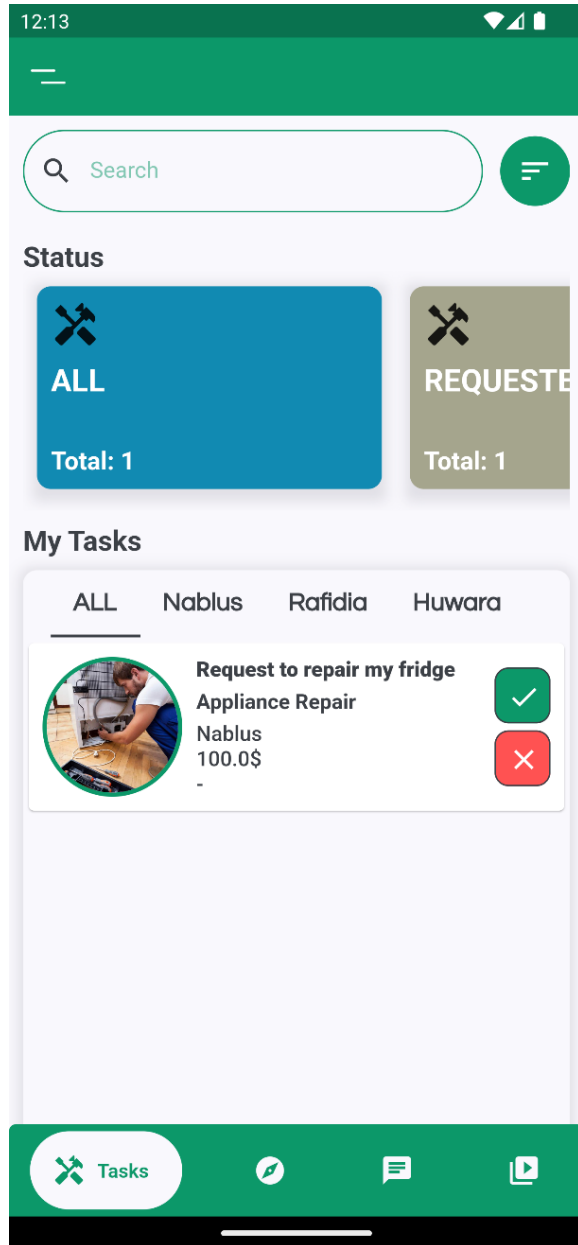 12:13
Search
Status
ALL
REQUESTE
Total: 1
Total: 1
My Tasks
ALL Nablus Rafidia Huwara
Request to repair my fridge
Appliance Repair
Nablus
100.0$
-
Tasks